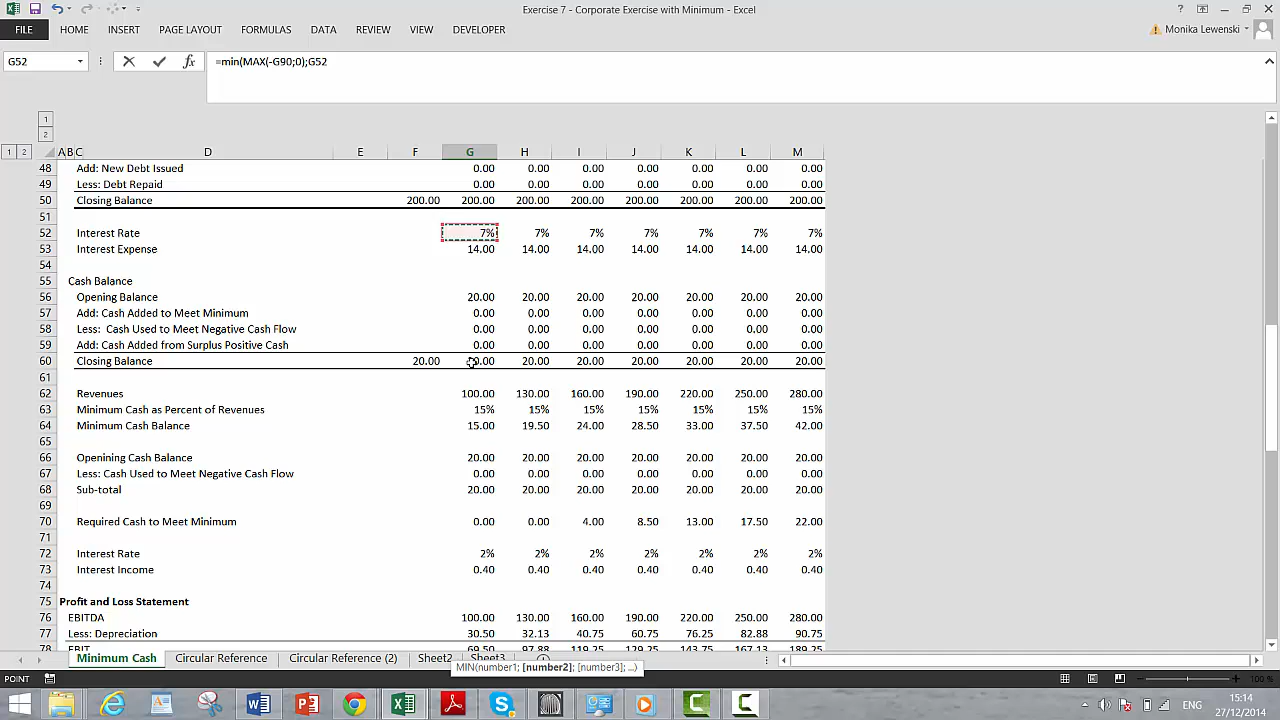 Exercise 7 - Corporate Exercise with Minimum - Excel
FILE HOME INSERT PAGE LAYOUT FORMULAS DATA REVIEW VIEW DEVELOPER Monika Lewenski
G52 =min(MAX(-G90;0);G52
1
2
1 2 A B C D E F G H I J K L M
48 Add: New Debt Issued 0.00 0.00 0.00 0.00 0.00 0.00 0.00
49 Less: Debt Repaid 0.00 0.00 0.00 0.00 0.00 0.00 0.00
50 Closing Balance 200.00 200.00 200.00 200.00 200.00 200.00 200.00 200.00
51
52 Interest Rate 7% 7% 7% 7% 7% 7% 7%
53 Interest Expense 14.00 14.00 14.00 14.00 14.00 14.00 14.00
54
55 Cash Balance
56 Opening Balance 20.00 20.00 20.00 20.00 20.00 20.00 20.00
57 Add: Cash Added to Meet Minimum 0.00 0.00 0.00 0.00 0.00 0.00 0.00
58 Less: Cash Used to Meet Negative Cash Flow 0.00 0.00 0.00 0.00 0.00 0.00 0.00
59 Add: Cash Added from Surplus Positive Cash 0.00 0.00 0.00 0.00 0.00 0.00 0.00
60 Closing Balance 20.00 20.00 20.00 20.00 20.00 20.00 20.00
61
62 Revenues 100.00 130.00 160.00 190.00 220.00 250.00 280.00
63 Minimum Cash as Percent of Revenues 15% 15% 15% 15% 15% 15% 15%
64 Minimum Cash Balance 15.00 19.50 24.00 28.50 33.00 37.50 42.00
65
66 Openining Cash Balance 20.00 20.00 20.00 20.00 20.00 20.00 20.00
67 Less: Cash Used to Meet Negative Cash Flow 0.00 0.00 0.00 0.00 0.00 0.00 0.00
68 Sub-total 20.00 20.00 20.00 20.00 20.00 20.00 20.00
69
70 Required Cash to Meet Minimum 0.00 0.00 4.00 8.50 13.00 17.50 22.00
71
72 Interest Rate 2% 2% 2% 2% 2% 2% 2%
73 Interest Income 0.40 0.40 0.40 0.40 0.40 0.40 0.40
74
75 Profit and Loss Statement
76 EBITDA 100.00 130.00 160.00 190.00 220.00 250.00 280.00
77 Less: Depreciation 30.50 32.13 40.75 60.75 76.25 82.88 90.75
78 EBIT 69.50 97.88 119.25 129.25 143.75 167.13 189.25
Minimum Cash Circular Reference Circular Reference (2) Sheet2 Sheet3
MIN(number1; [number2]; [number3]; ...)
POINT 100 %
ENG 15:14
27/12/2014